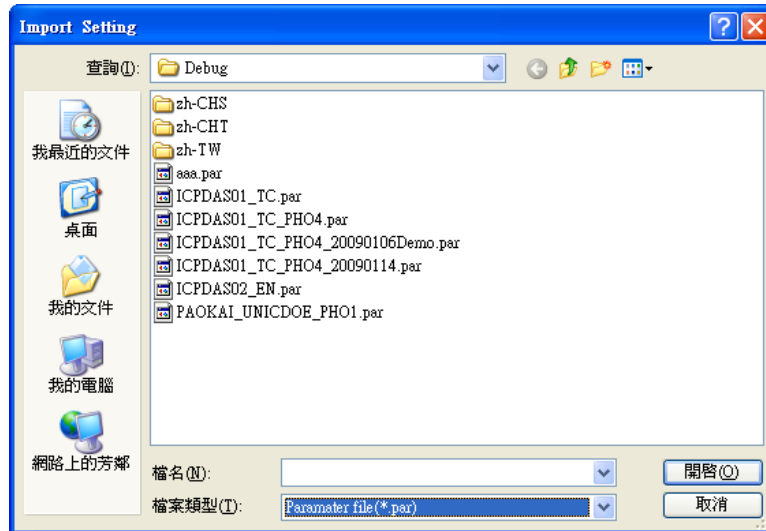 Import Setting
查詢(I):
Debug
我最近的文件
桌面
我的文件
我的電腦
網路上的芳鄰
zh-CHS
zh-CHT
zh-TW
aaa.par
ICPDAS01_TC.par
ICPDAS01_TC_PHO4.par
ICPDAS01_TC_PHO4_20090106Demo.par
ICPDAS01_TC_PHO4_20090114.par
ICPDAS02_EN.par
PAOKAI_UNICDOE_PHO1.par
檔名(N):
開啓(O)
檔案類型(T):
Paramater file(*.par)
取消